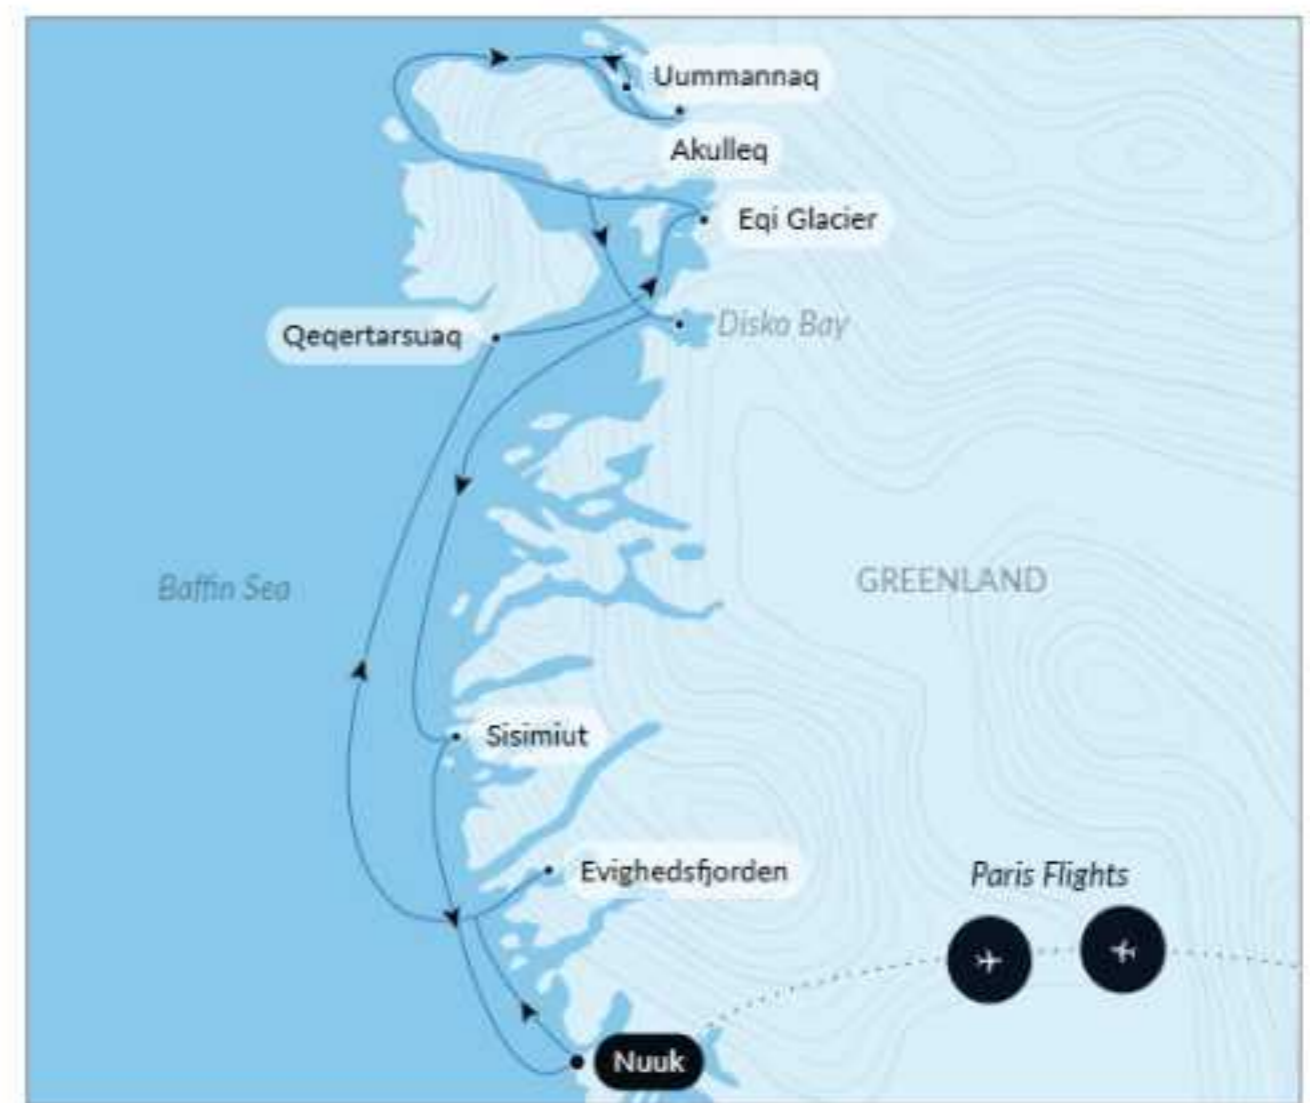 Uummannaq
Akulleq
Eqi Glacier
Disko Bay
Qeqertarsuaq
GREENLAND
Baffin Sea
Sisimiut
Evighedsfjorden
Paris Flights
Nuuk